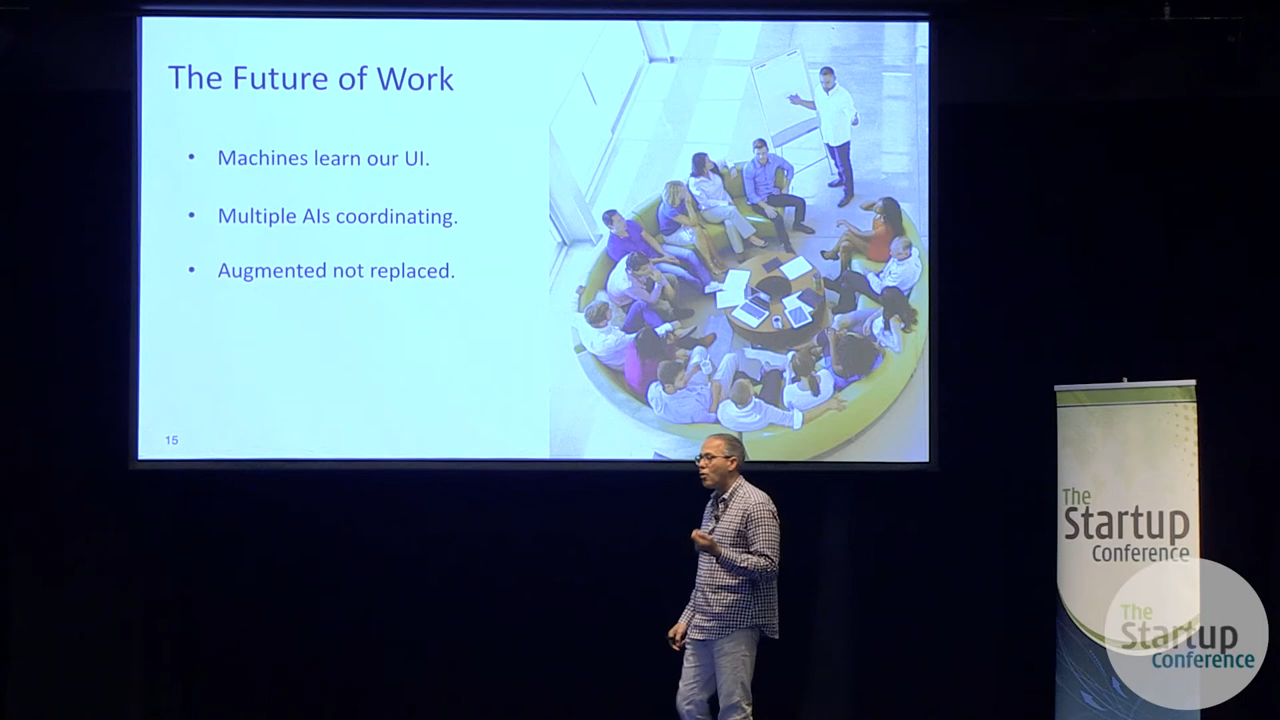 The Future of Work
• Machines learn our UI.
• Multiple AIs coordinating.
• Augmented not replaced.
15
The
Startup
Conference
The
Startup
Conference